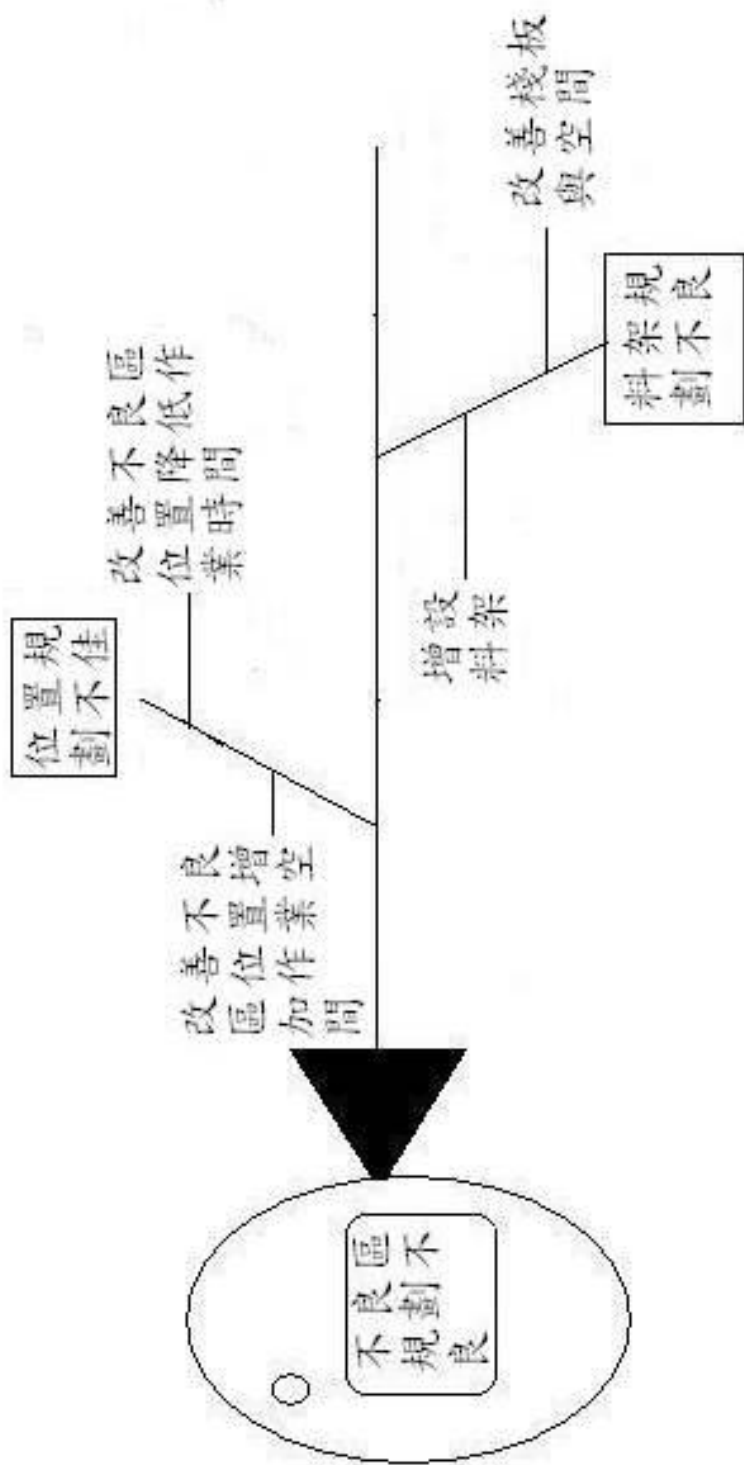 位置規
劃不佳
改善不良區
位置降低作
業時間
改善不良
區位置增
加作業空
間
不良區
規劃不
良
增設
料架
改善棧板
與空間
料架規
劃不良